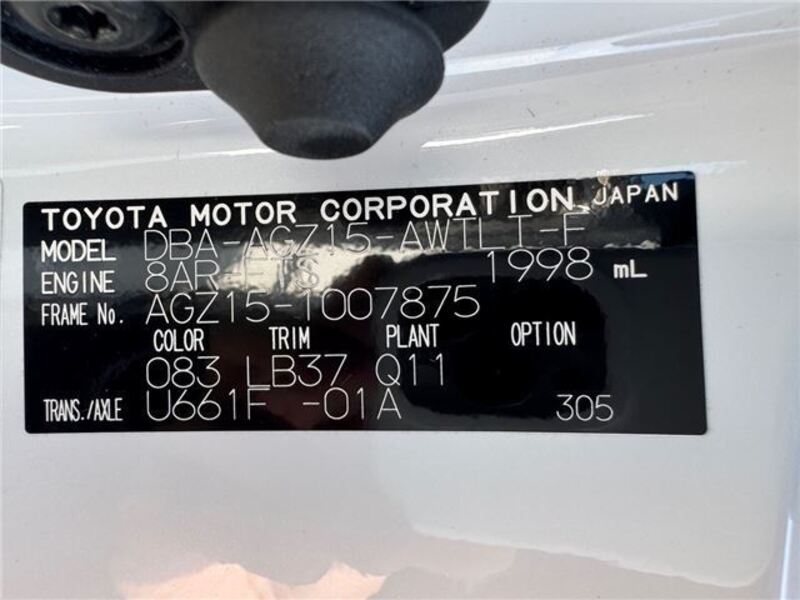 TOYOTA MOTOR CORPORATION JAPAN
MODEL DBA-AGZ15-AWTLT-F
ENGINE 8AR-FTS 1998 mL
FRAME No. AGZ15-1007875
COLOR TRIM PLANT OPTION
083 LB37 Q11
TRANS./AXLE U661F -01A 305